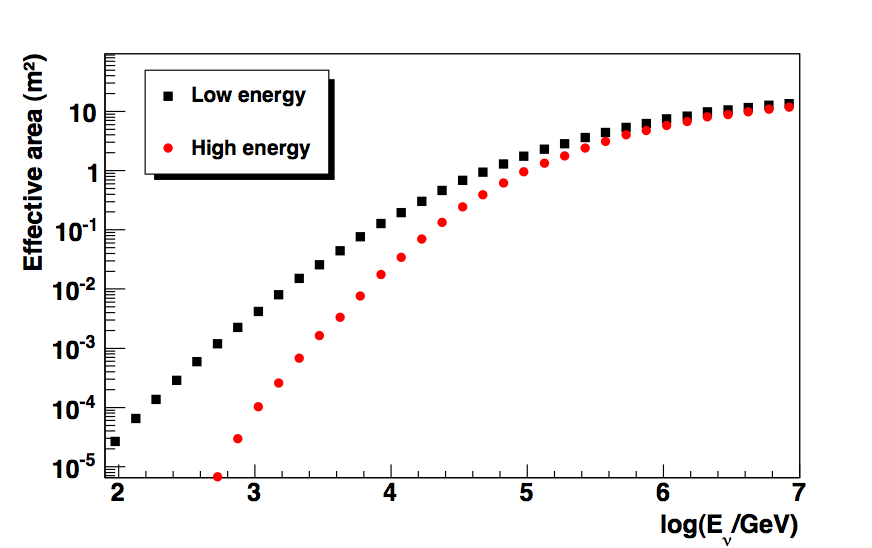 Effective area (m²)
Low energy
High energy
10
1
10⁻¹
10⁻²
10⁻³
10⁻⁴
10⁻⁵
2 3 4 5 6 7
log(Eᵥ/GeV)